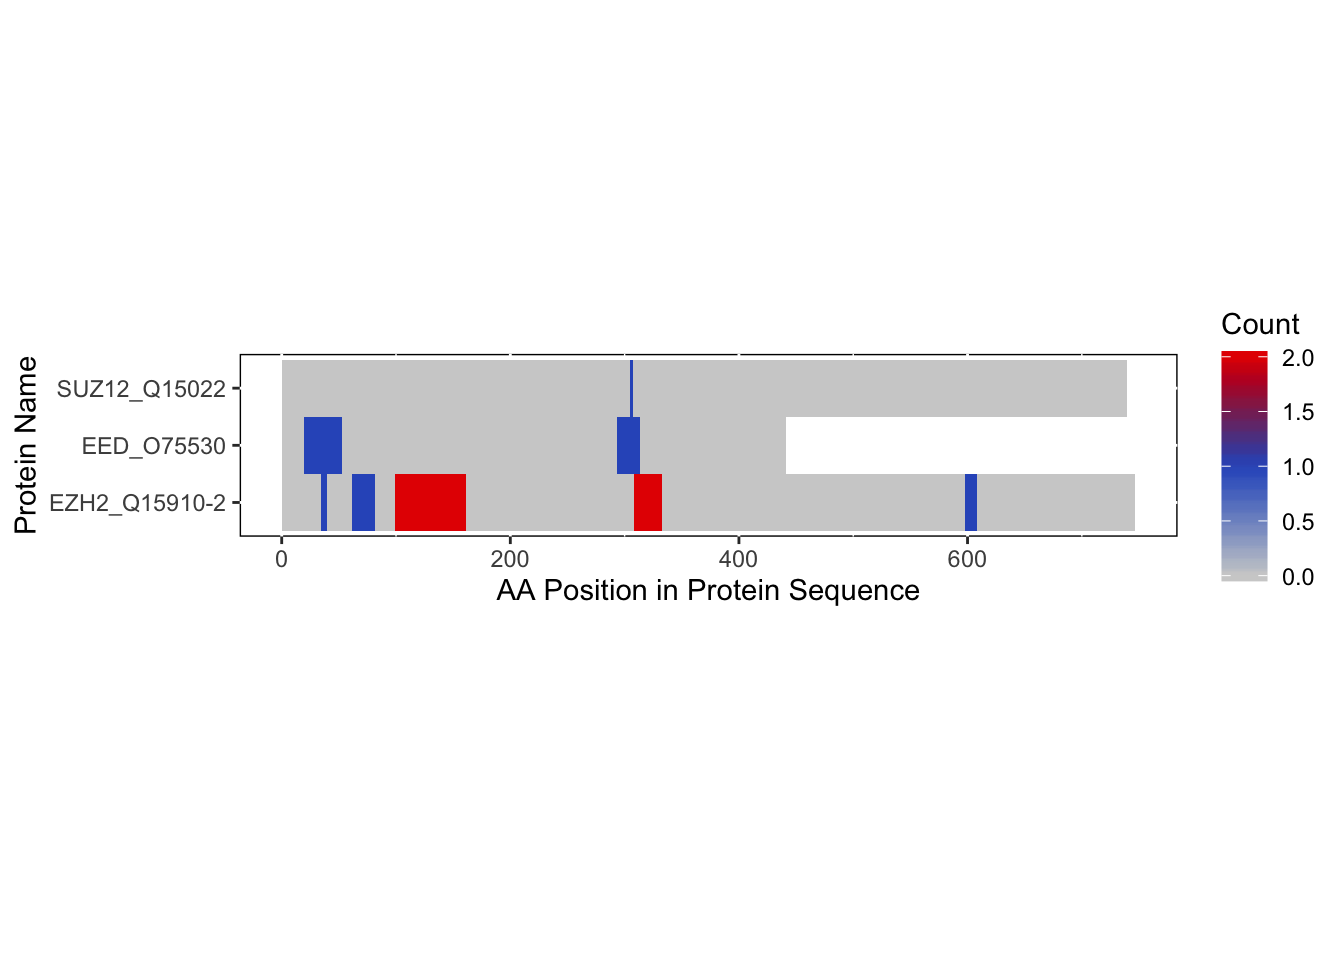 Protein Name
SUZ12_Q15022
EED_O75530
EZH2_Q15910-2
0
200
400
600
AA Position in Protein Sequence
Count
2.0
1.5
1.0
0.5
0.0